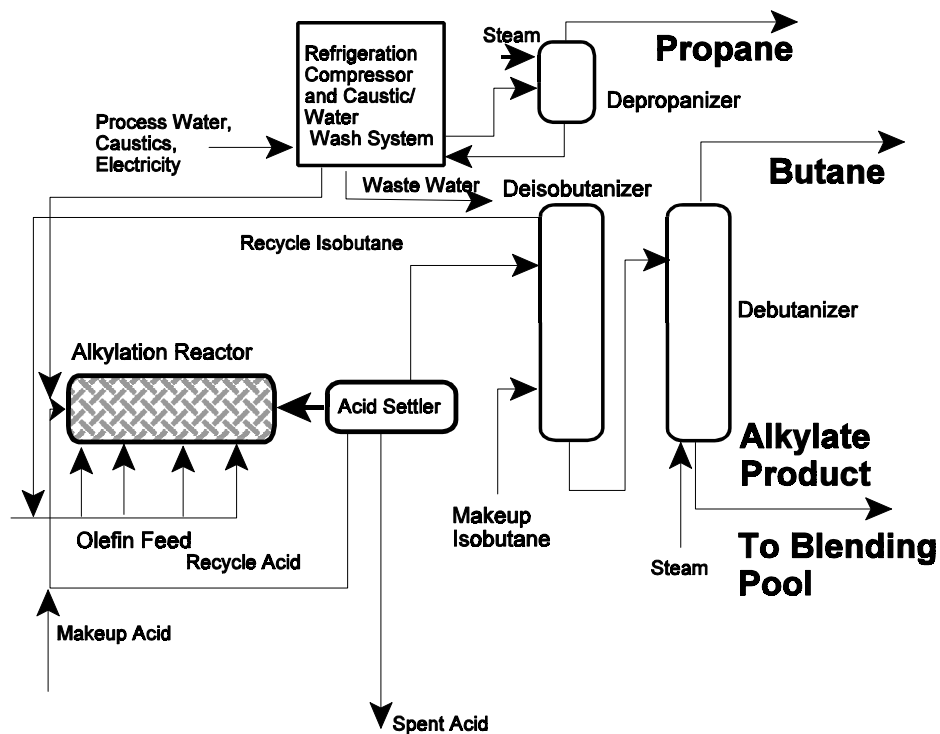 Refrigeration
Compressor
and Caustic/
Water
Wash System
Steam
Propane
Depropanizer
Process Water,
Caustics,
Electricity
Waste Water
Deisobutanizer
Butane
Recycle Isobutane
Debutanizer
Alkylation Reactor
Acid Settler
Alkylate
Product
Makeup
Isobutane
Olefin Feed
Recycle Acid
Steam
To Blending
Pool
Makeup Acid
Spent Acid